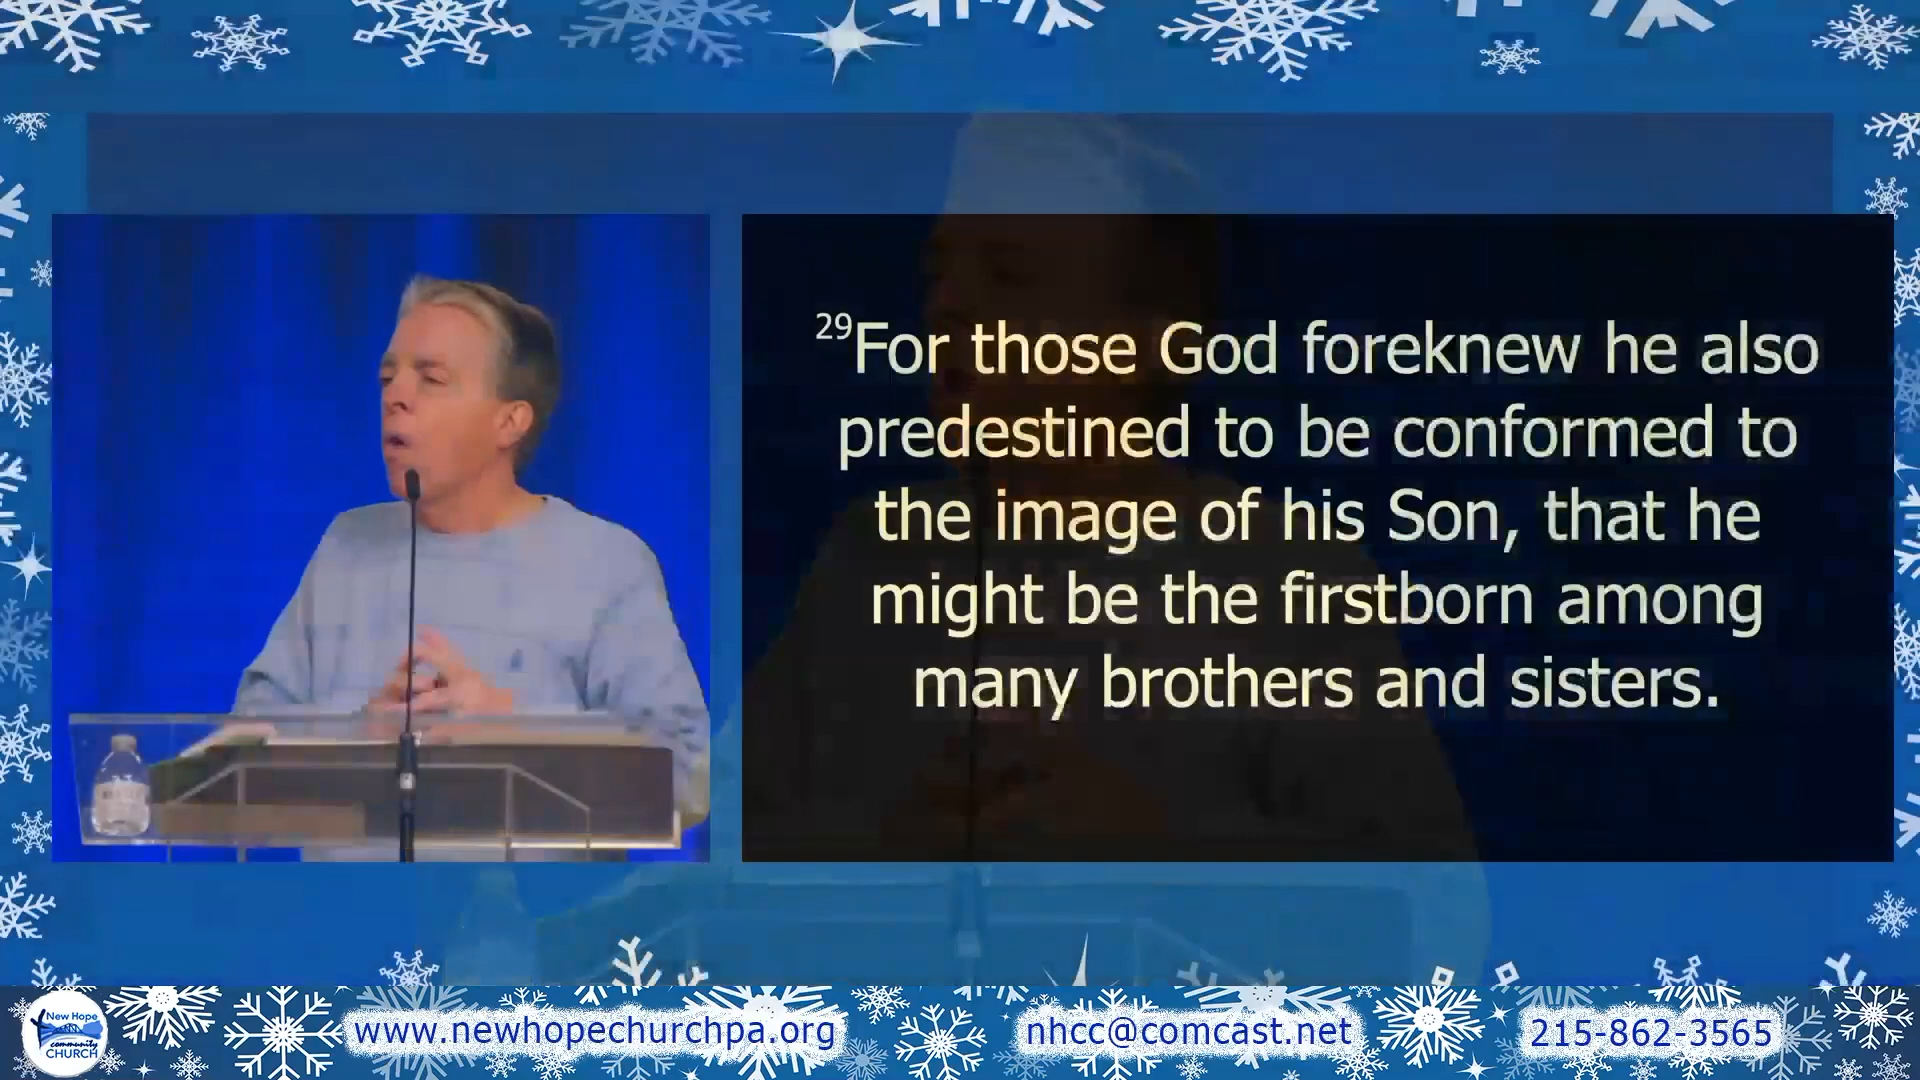 29For those God foreknew he also
predestined to be conformed to
the image of his Son, that he
might be the firstborn among
many brothers and sisters.
New Hope
community
CHURCH
www.newhopechurchpa.org
nhcc@comcast.net
215-862-3565